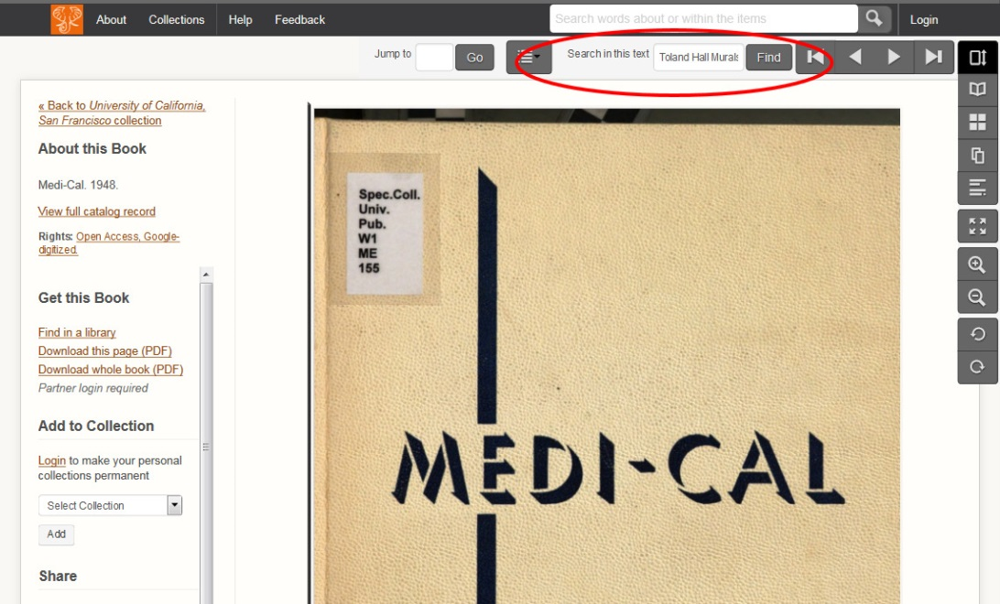 About Collections Help Feedback Search words about or within the items Login
Jump to Go Search in this text Toland Hall Murals Find
« Back to University of California,
San Francisco collection
About this Book
Medi-Cal. 1948.
View full catalog record
Rights: Open Access, Google-
digitized.
Get this Book
Find in a library
Download this page (PDF)
Download whole book (PDF)
Partner login required
Add to Collection
Login to make your personal
collections permanent
Select Collection
Add
Share
Spec.Coll.
Univ.
Pub.
W1
ME
155
MEDI-CAL